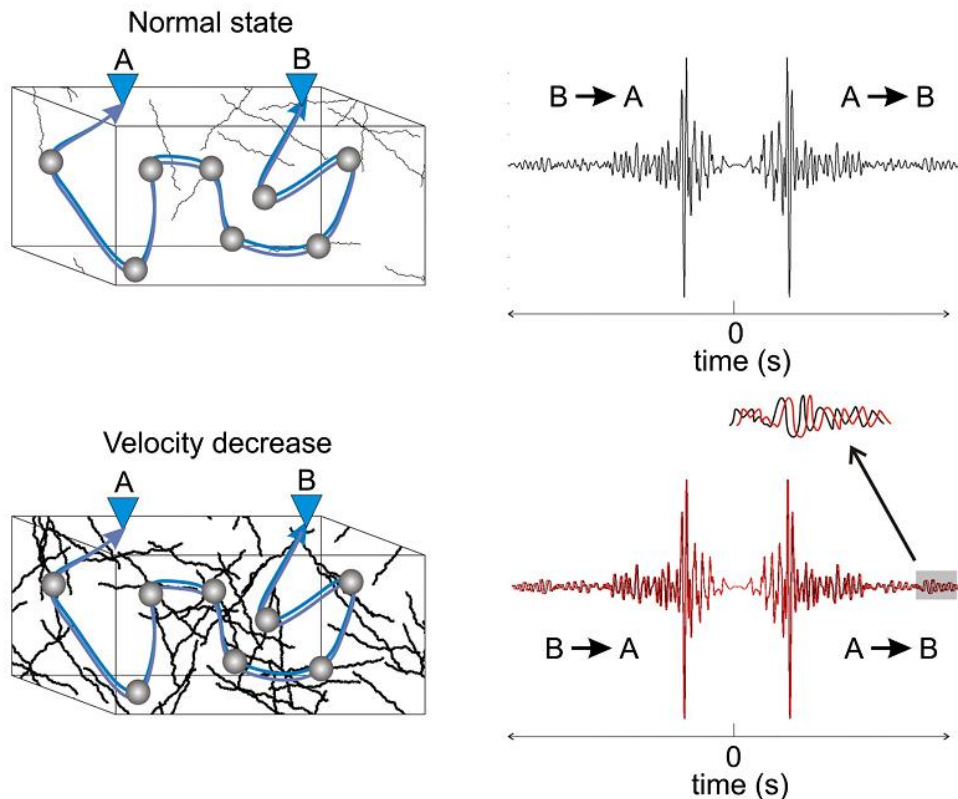 Normal state
A
B
B → A
A → B
0
time (s)
Velocity decrease
A
B
B → A
A → B
0
time (s)